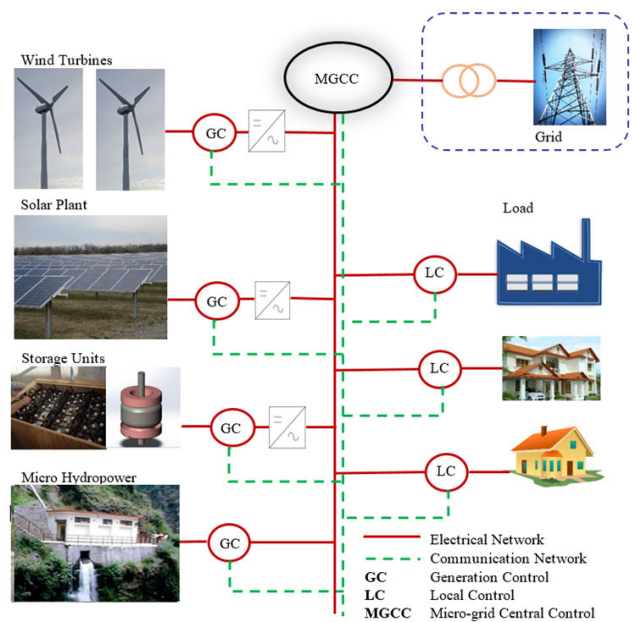 Wind Turbines
MGCC
Grid
GC
Solar Plant
Load
LC
GC
Storage Units
LC
GC
Micro Hydropower
LC
GC
Electrical Network
Communication Network
GC Generation Control
LC Local Control
MGCC Micro-grid Central Control